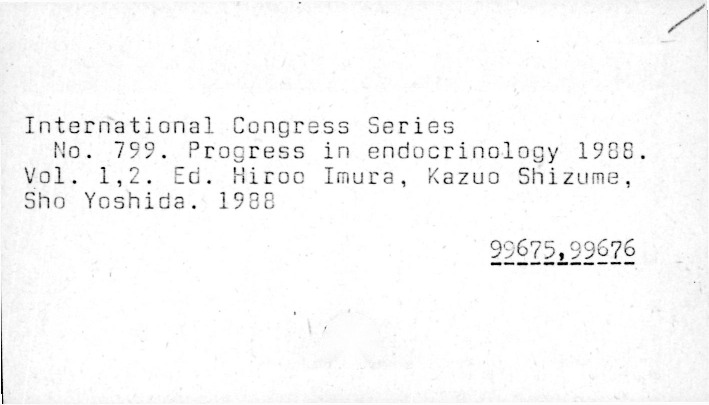 International Congress Series
No. 799. Progress in endocrinology 1988.
Vol. 1,2. Ed. Hiroo Imura, Kazuo Shizume,
Sho Yoshida. 1988
99675,99676